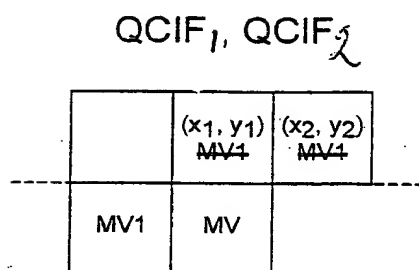 QCIF1, QCIF2
(x1, y1) (x2, y2)
MV1 MV1
MV1 MV